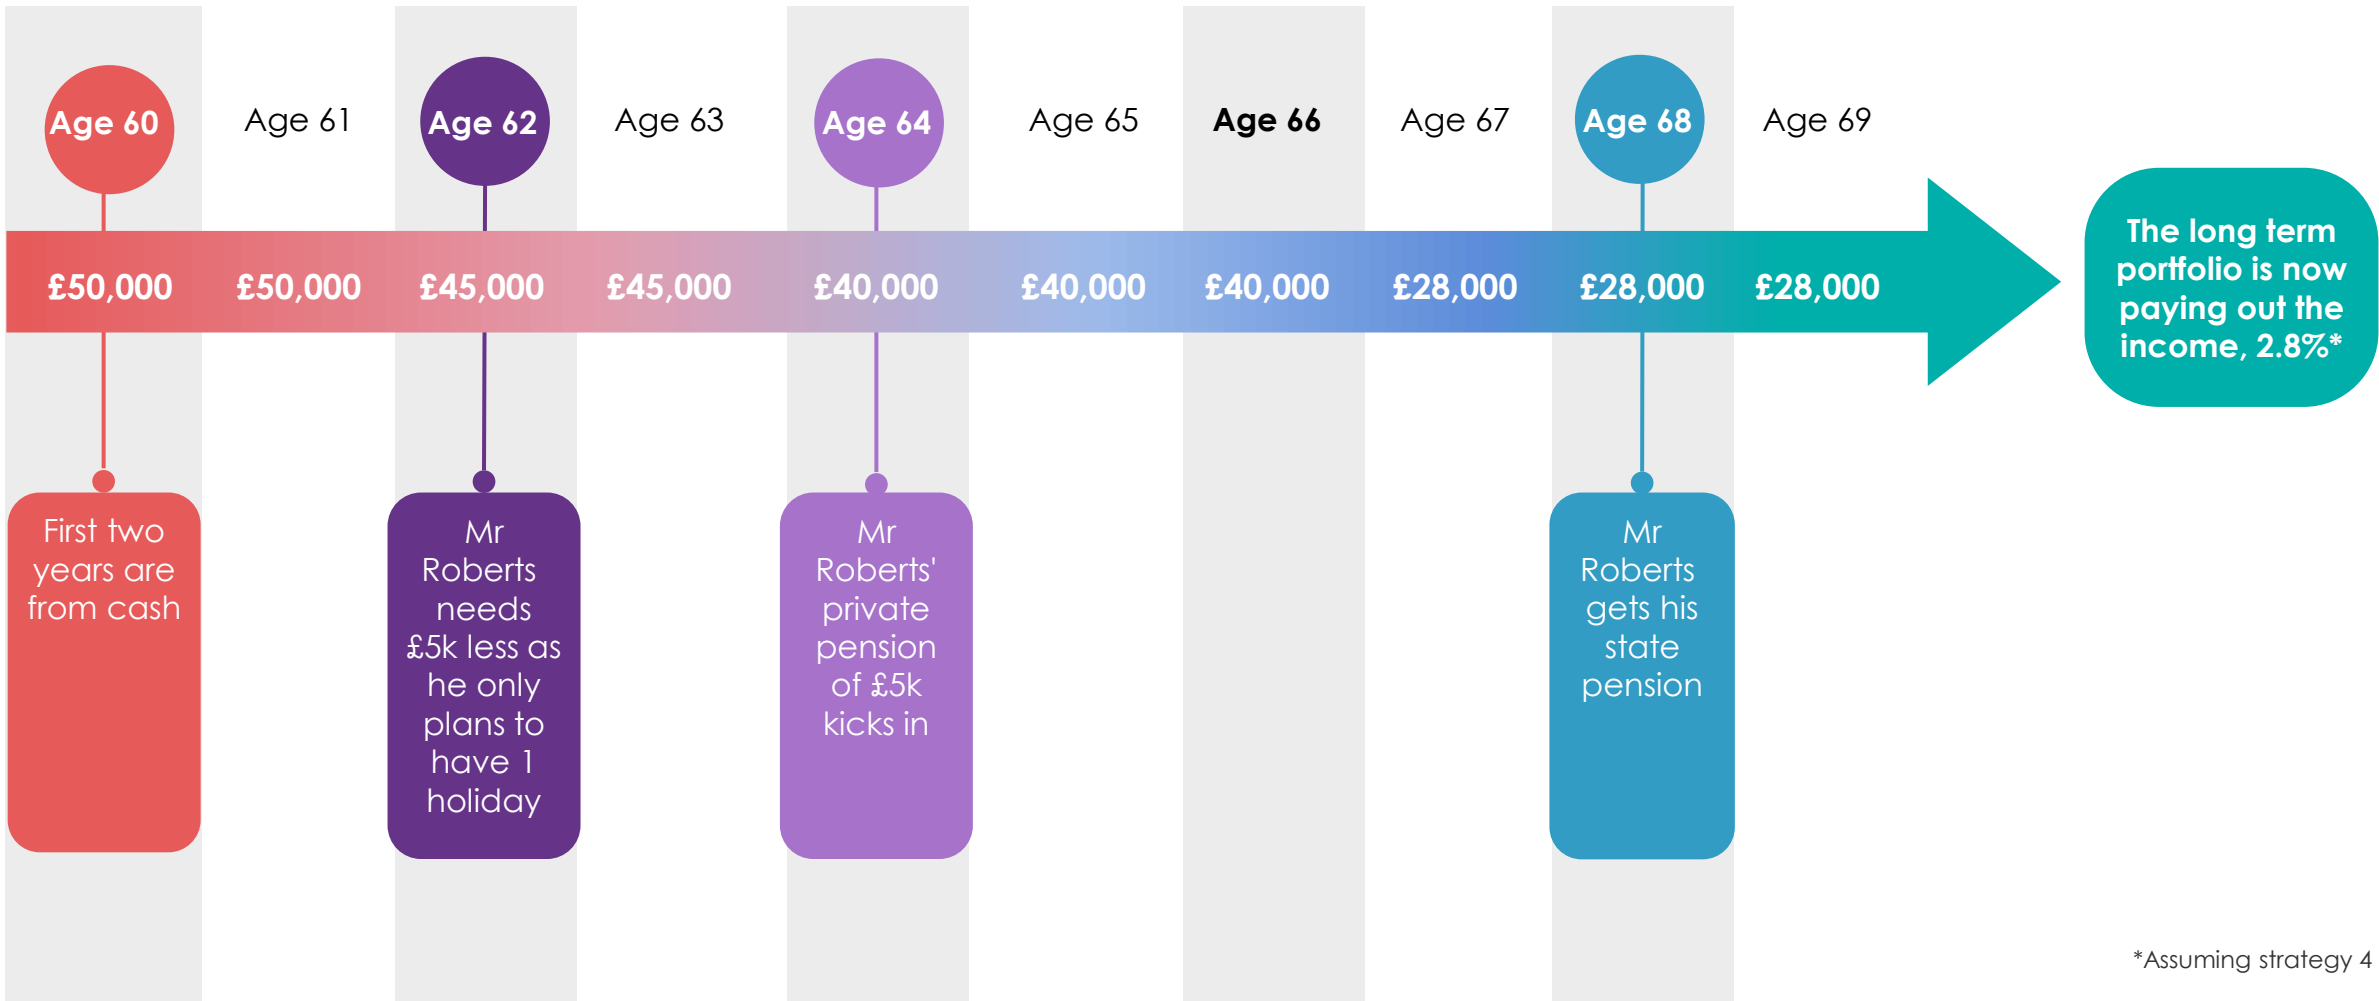 Age 60
Age 61
Age 62
Age 63
Age 64
Age 65
Age 66
Age 67
Age 68
Age 69
£50,000
£50,000
£45,000
£45,000
£40,000
£40,000
£40,000
£28,000
£28,000
£28,000
The long term
portfolio is now
paying out the
income, 2.8%*
First two
years are
from cash
Mr
Roberts
needs
£5k less as
he only
plans to
have 1
holiday
Mr
Roberts'
private
pension
of £5k
kicks in
Mr
Roberts
gets his
state
pension
*Assuming strategy 4